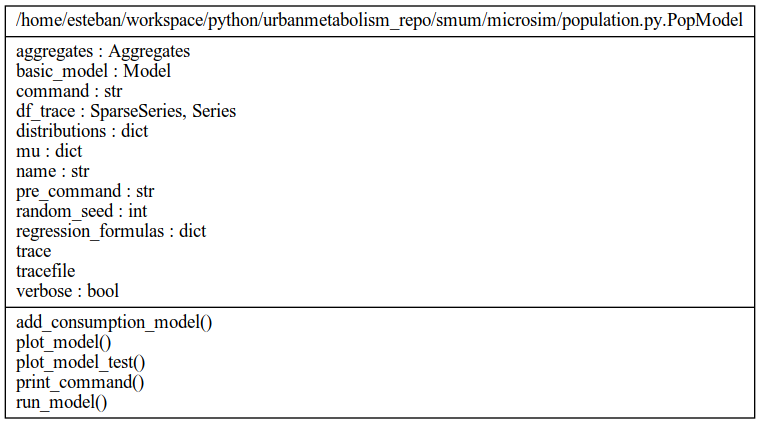 /home/esteban/workspace/python/urbanmetabolism_repo/smum/microsim/population.py.PopModel
aggregates : Aggregates
basic_model : Model
command : str
df_trace : SparseSeries, Series
distributions : dict
mu : dict
name : str
pre_command : str
random_seed : int
regression_formulas : dict
trace
tracefile
verbose : bool
add_consumption_model()
plot_model()
plot_model_test()
print_command()
run_model()